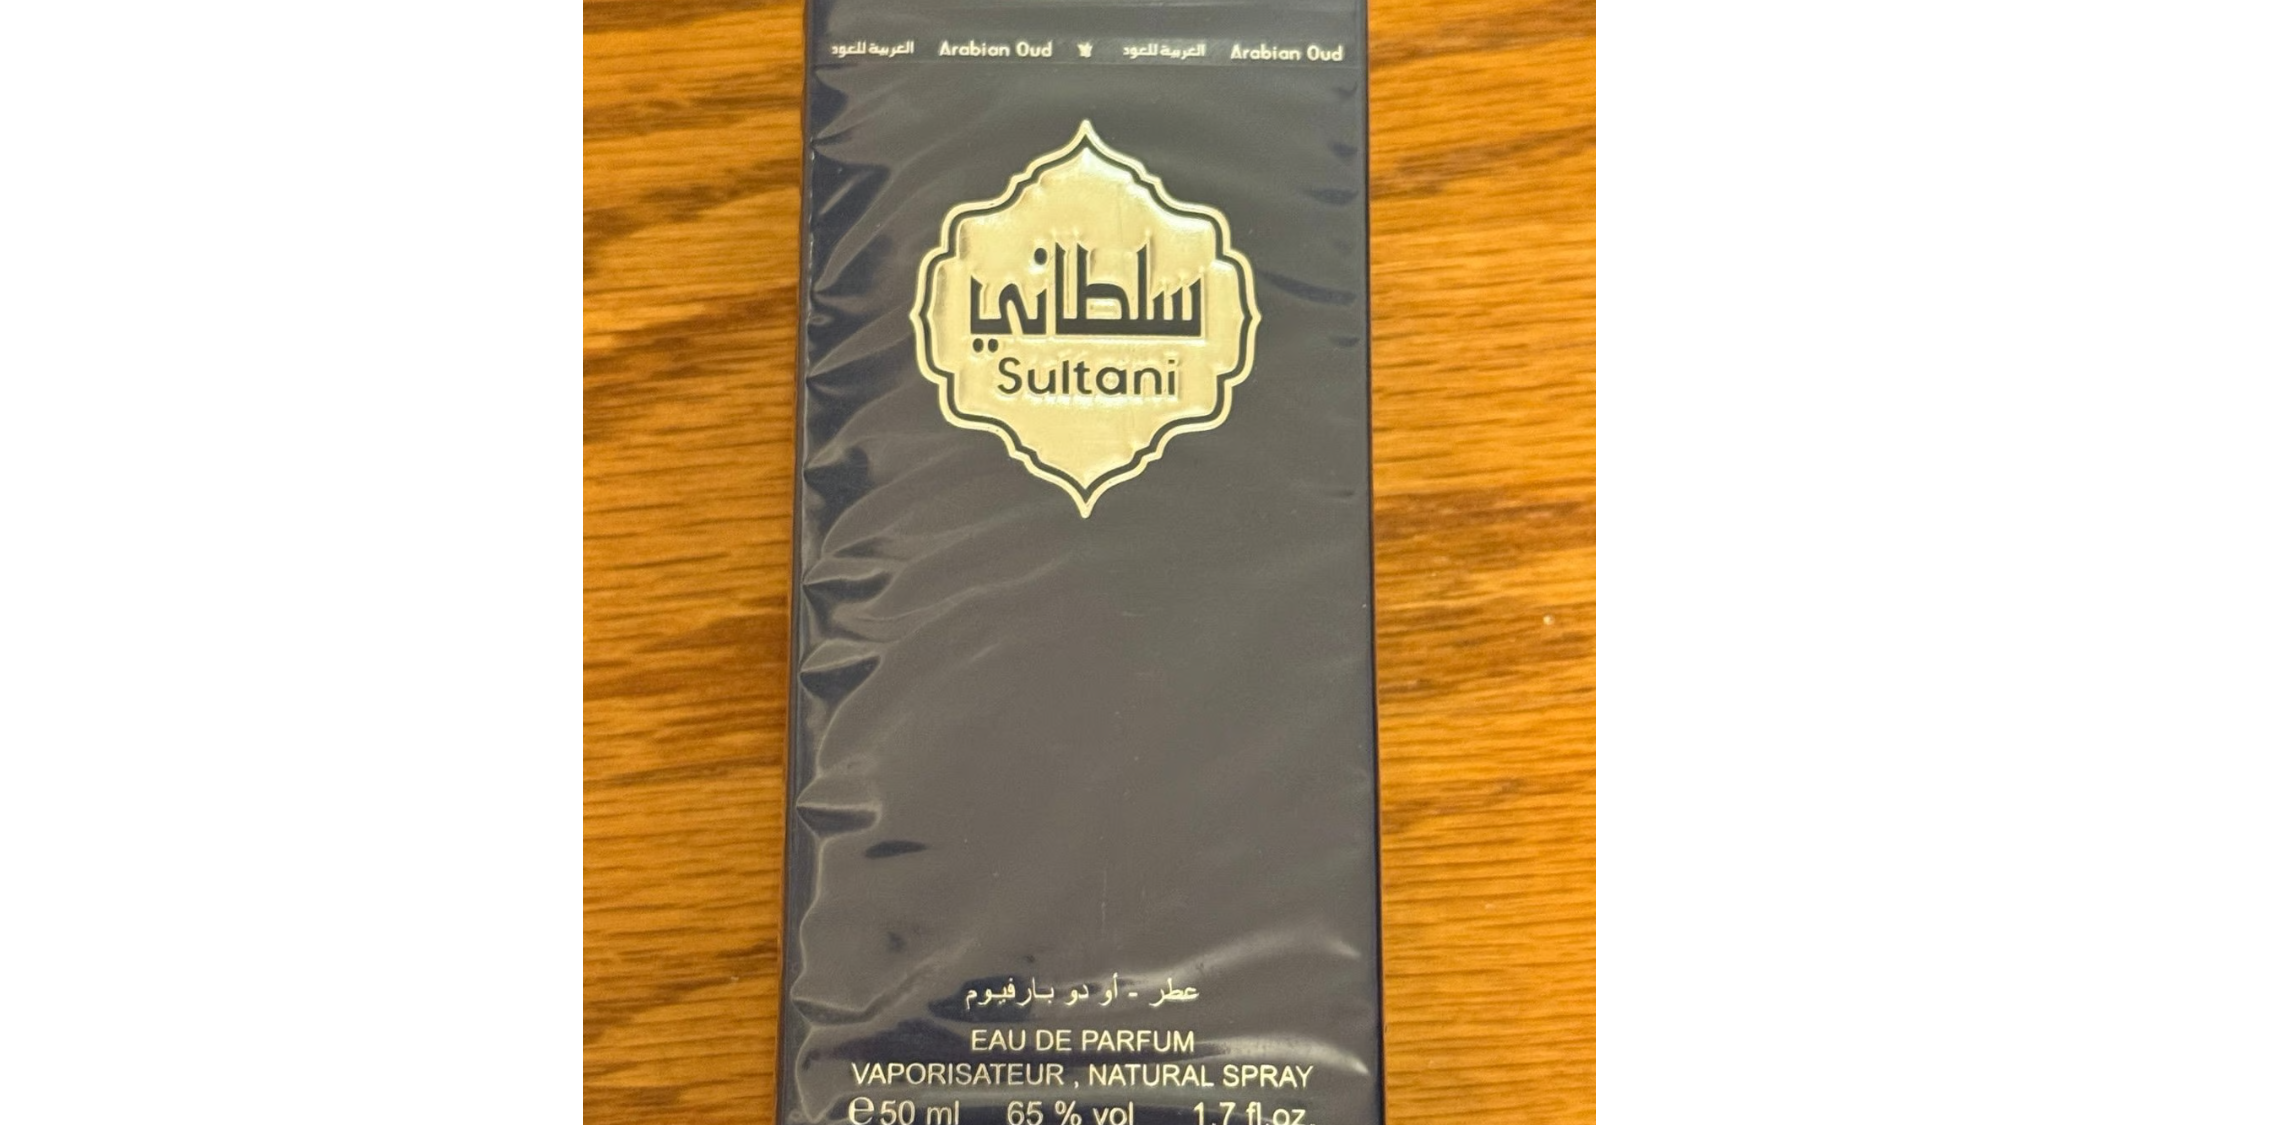 العربية للعود Arabian Oud العربية للعود Arabian Oud
سلطاني
Sultani
عطر - أو دو بارفيوم
EAU DE PARFUM
VAPORISATEUR , NATURAL SPRAY
e 50 ml 65 % vol 1.7 fl.oz.